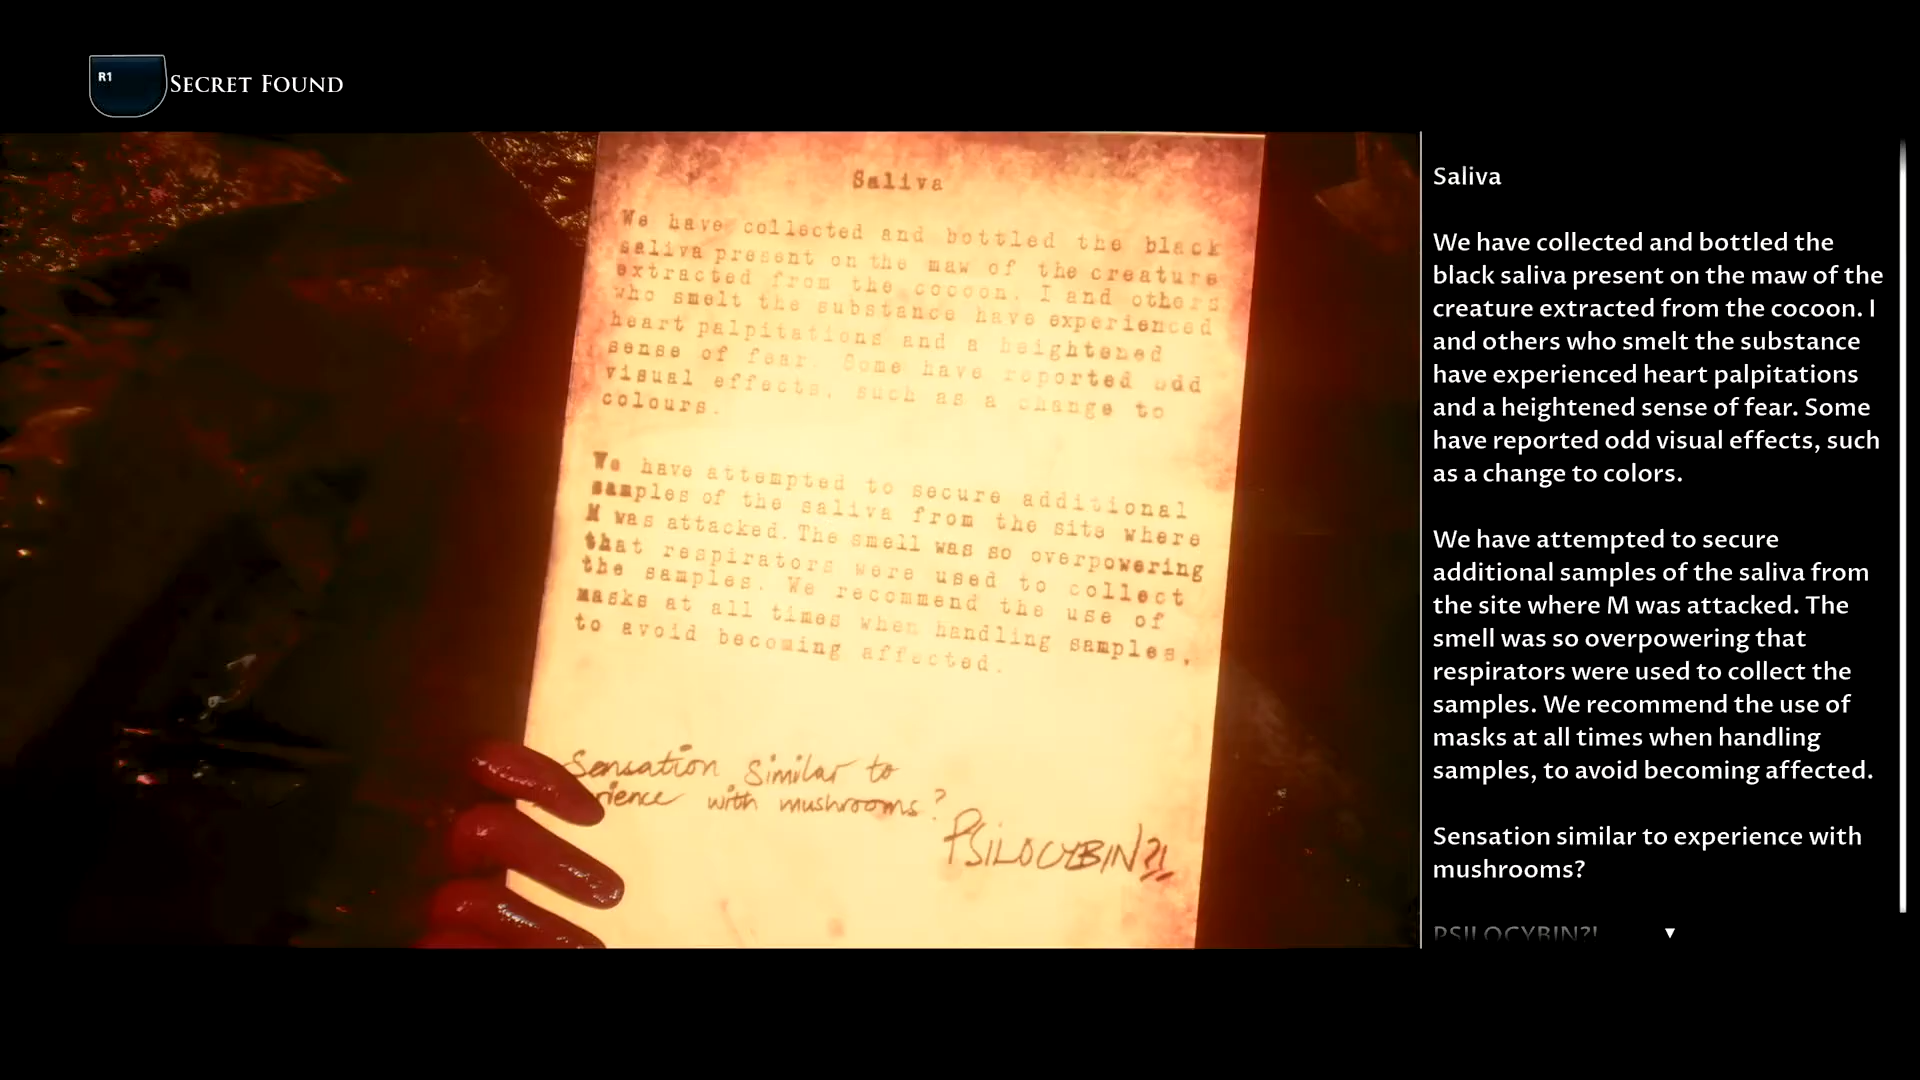 R1
SECRET FOUND
Saliva
We have collected and bottled the black
saliva present on the maw of the creature
extracted from the cocoon. I and others
who smelt the substance have experienced
heart palpitations and a heightened
sense of fear. Some have reported odd
visual effects, such as a change to
colours.
We have attempted to secure additional
samples of the saliva from the site where
M was attacked. The smell was so overpowering
that respirators were used to collect
the samples. We recommend the use of
masks at all times when handling samples,
to avoid becoming affected.
Sensation similar to
rience with mushrooms?
PSILOCYBIN?!
Saliva
We have collected and bottled the
black saliva present on the maw of the
creature extracted from the cocoon. I
and others who smelt the substance
have experienced heart palpitations
and a heightened sense of fear. Some
have reported odd visual effects, such
as a change to colors.
We have attempted to secure
additional samples of the saliva from
the site where M was attacked. The
smell was so overpowering that
respirators were used to collect the
samples. We recommend the use of
masks at all times when handling
samples, to avoid becoming affected.
Sensation similar to experience with
mushrooms?
PSILOCYBIN?!